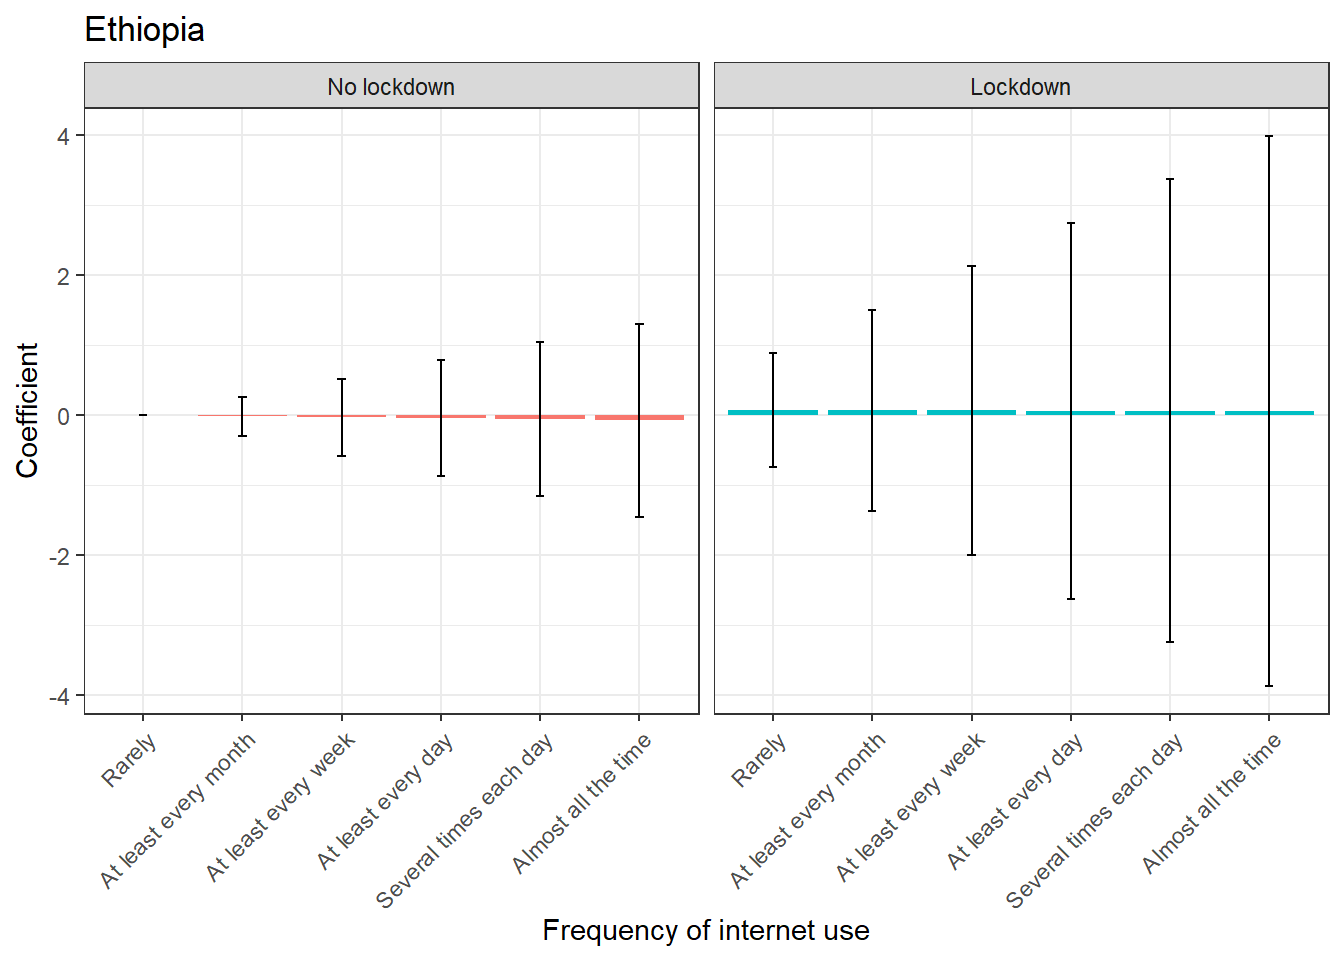 Ethiopia
No lockdown
Lockdown
Coefficient
4
2
0
-2
-4
Rarely
At least every month
At least every week
At least every day
Several times each day
Almost all the time
Rarely
At least every month
At least every week
At least every day
Several times each day
Almost all the time
Frequency of internet use